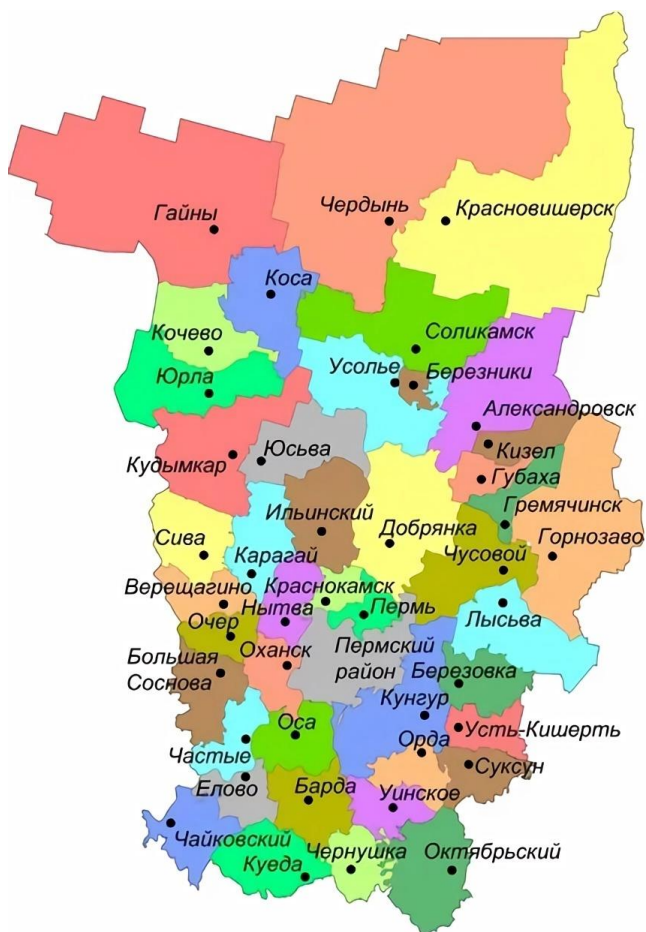 Гайны
Чердынь
Красновишерск
Коса
Кочево
Соликамск
Юрла
Усолье
Березники
Александровск
Кудымкар
Юсьва
Кизел
Губаха
Ильинский
Гремячинск
Добрянка
Сива
Горнозаво
Карагай
Чусовой
Верещагино
Краснокамск
Нытва
Пермь
Лысьва
Очер
Оханск
Пермский
район
Большая
Соснова
Березовка
Кунгур
Оса
Усть-Кишерть
Частые
Орда
Суксун
Елово
Барда
Уинское
Чайковский
Куеда
Чернушка
Октябрьский